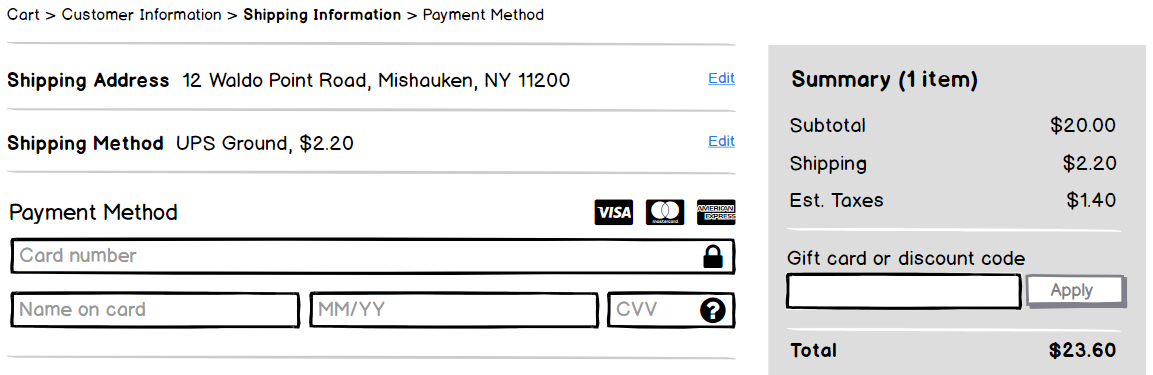 Cart > Customer Information > Shipping Information > Payment Method
Shipping Address 12 Waldo Point Road, Mishauken, NY 11200 Edit
Shipping Method UPS Ground, $2.20 Edit
Payment Method VISA mastercard AMERICAN EXPRESS
Card number
Name on card MM/YY CVV ?
Summary (1 item)
Subtotal $20.00
Shipping $2.20
Est. Taxes $1.40
Gift card or discount code
Apply
Total $23.60